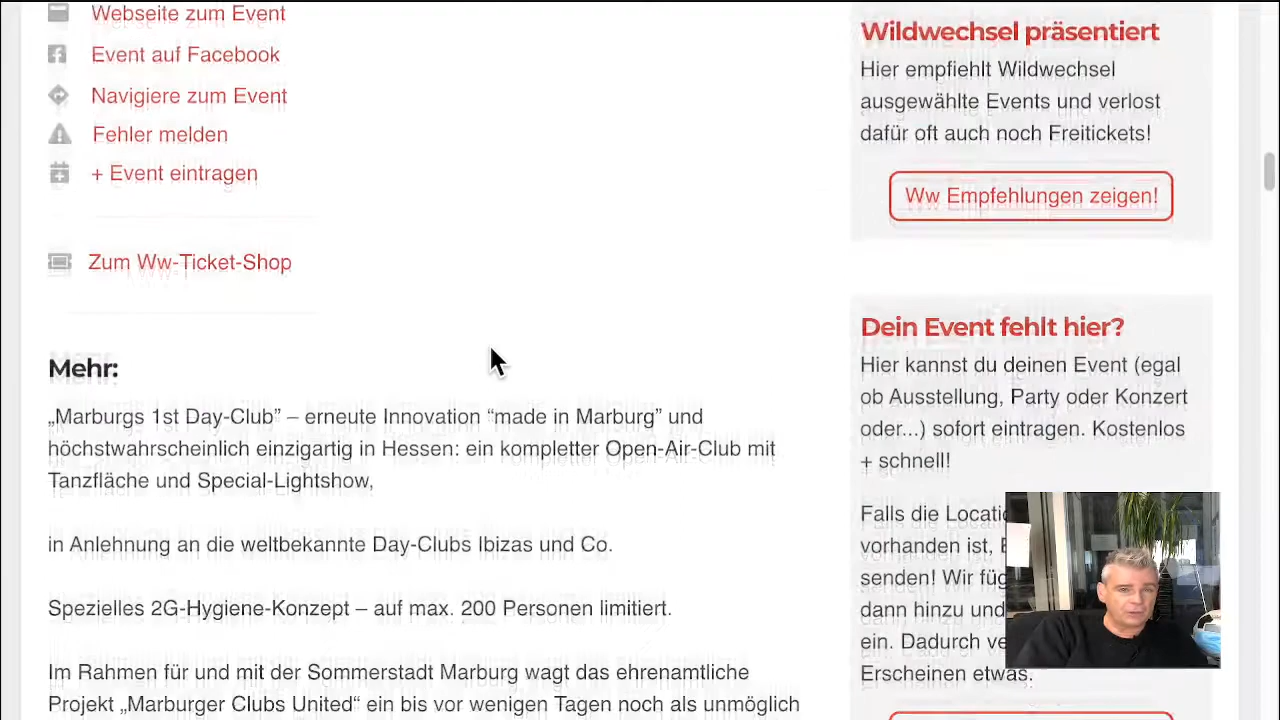 Webseite zum Event
Event auf Facebook
Navigiere zum Event
Fehler melden
+ Event eintragen
Zum Ww-Ticket-Shop
Mehr:
„Marburgs 1st Day-Club” – erneute Innovation “made in Marburg” und
höchstwahrscheinlich einzigartig in Hessen: ein kompletter Open-Air-Club mit
Tanzfläche und Special-Lightshow,
in Anlehnung an die weltbekannte Day-Clubs Ibizas und Co.
Spezielles 2G-Hygiene-Konzept – auf max. 200 Personen limitiert.
Im Rahmen für und mit der Sommerstadt Marburg wagt das ehrenamtliche
Projekt „Marburger Clubs United“ ein bis vor wenigen Tagen noch als unmöglich
Wildwechsel präsentiert
Hier empfiehlt Wildwechsel
ausgewählte Events und verlost
dafür oft auch noch Freitickets!
Ww Empfehlungen zeigen!
Dein Event fehlt hier?
Hier kannst du deinen Event (egal
ob Ausstellung, Party oder Konzert
oder...) sofort eintragen. Kostenlos
+ schnell!
Falls die
vorhanden ist,
senden! Wir
dann hinzu und
ein. Dadurch
Erscheinen etwas.